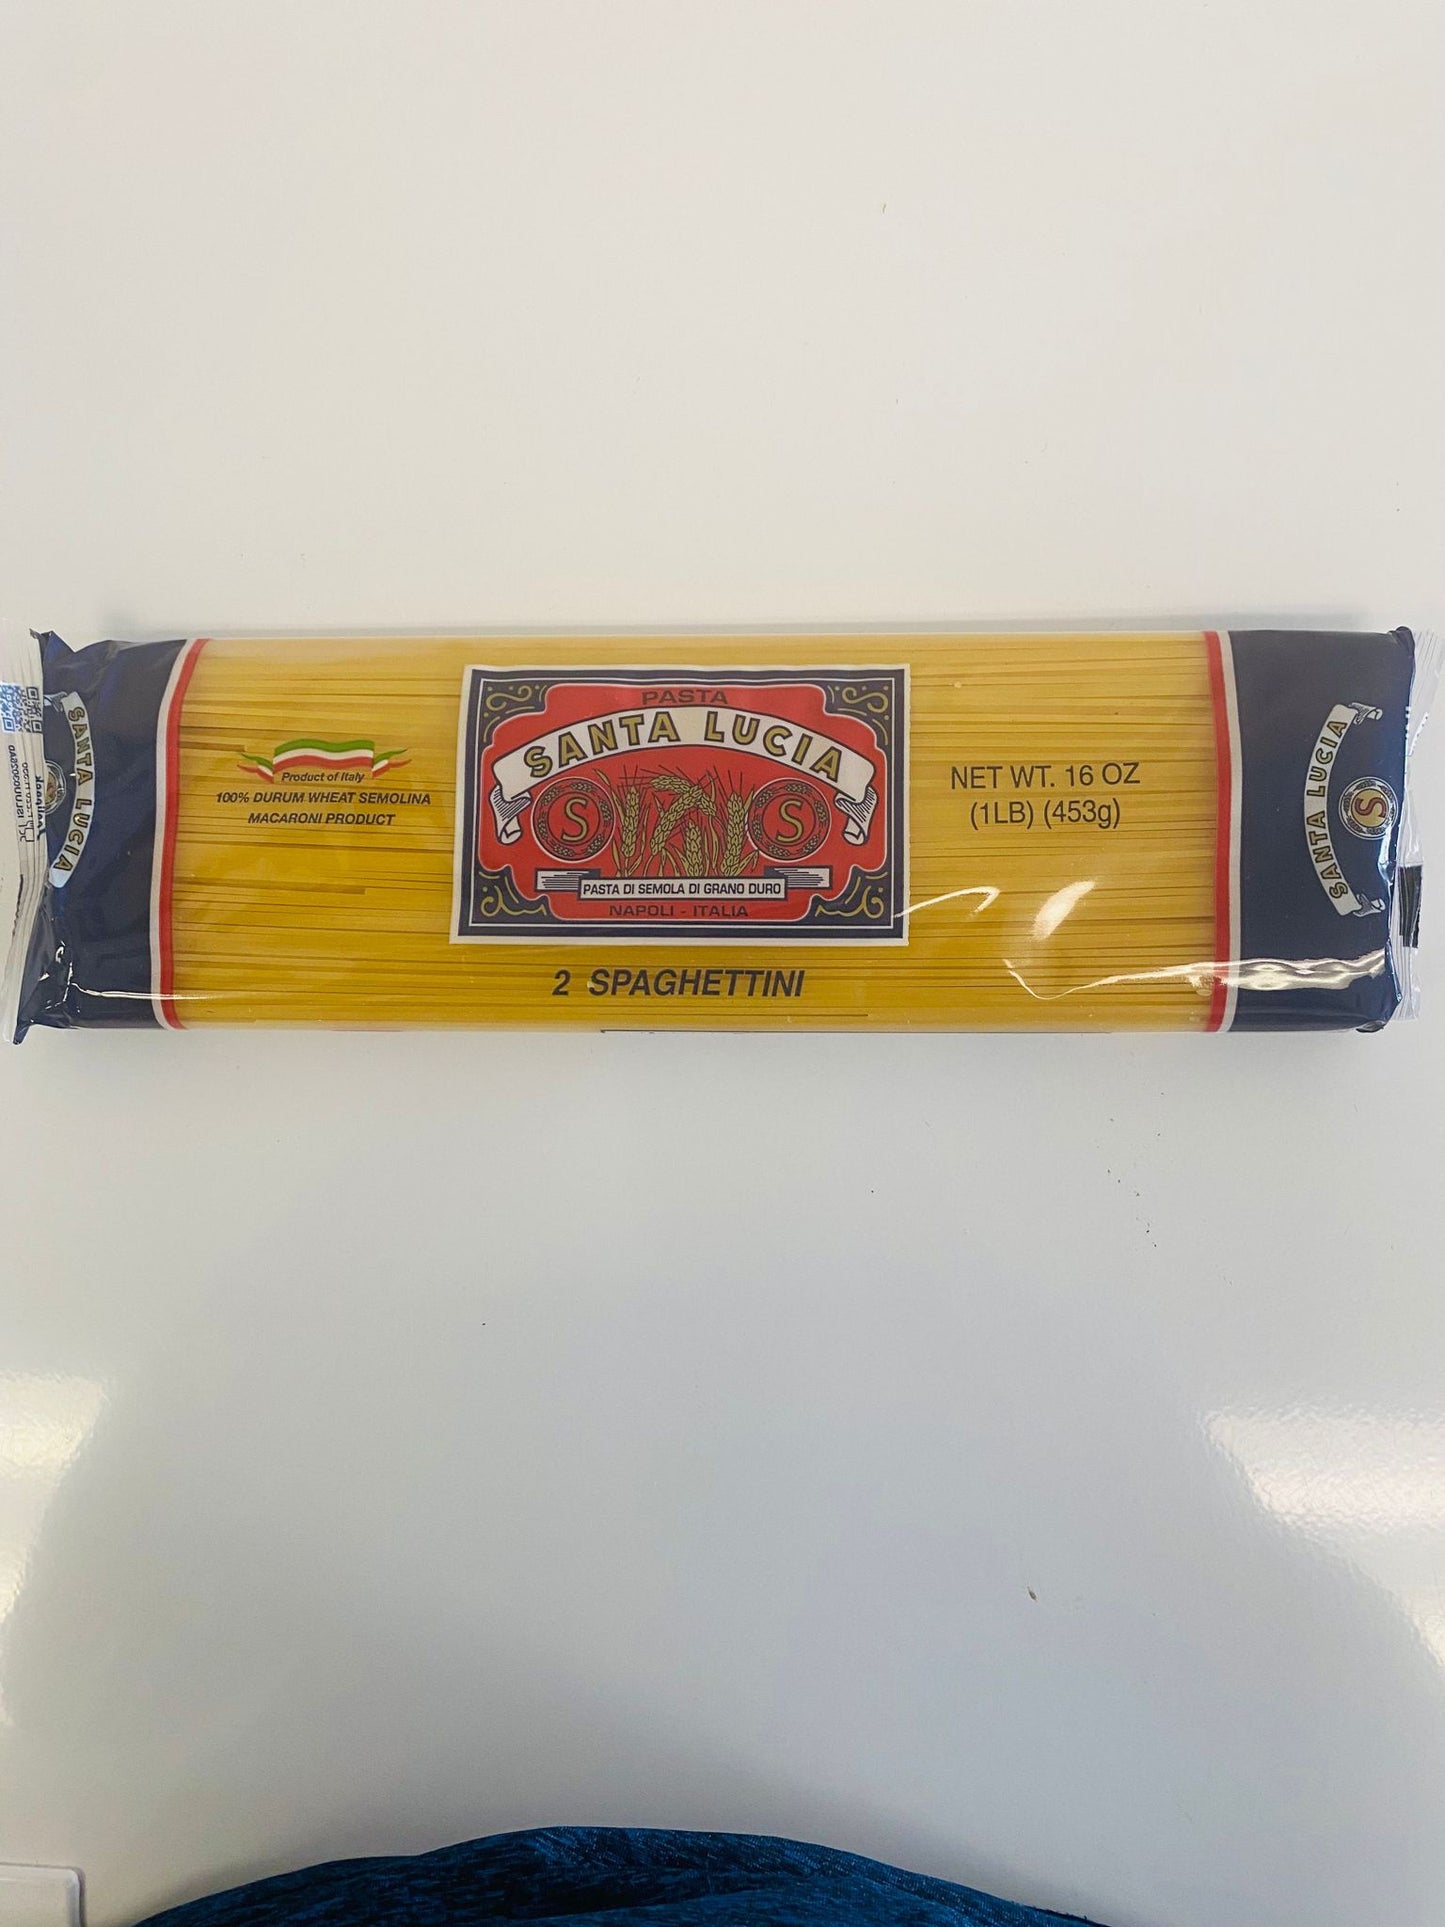 SANTA LUCIA
Product of Italy
100% DURUM WHEAT SEMOLINA
MACARONI PRODUCT
PASTA
SANTA LUCIA
S
S
PASTA DI SEMOLA DI GRANO DURO
NAPOLI - ITALIA
2 SPAGHETTINI
NET WT. 16 OZ
(1LB) (453g)
SANTA LUCIA
S